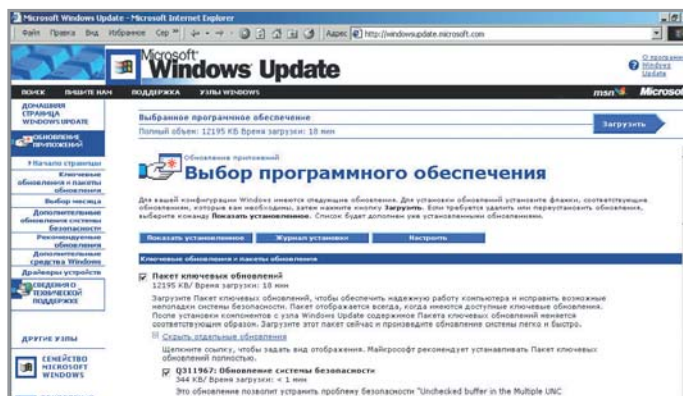 Microsoft Windows Update - Microsoft Internet Explorer
Файл Правка Вид Избранное Сер »
Адрес http://windowsupdate.microsoft.com
Microsoft
Windows Update
О программе
Windows
Update
ПОИСК ПИШИТЕ НАМ ПОДДЕРЖКА УЗЛЫ WINDOWS
msn Microsof
ДОМАШНЯЯ
СТРАНИЦА
WINDOWS UPDATE
ОБНОВЛЕНИЕ
ПРИЛОЖЕНИЙ
Начало страницы
Ключевые
обновления и пакеты
обновления
Выбор месяца
Дополнительные
обновления системы
безопасности
Рекомендуемые
обновления
Дополнительные
средства Windows
Драйверы устройств
СВЕДЕНИЯ О
ТЕХНИЧЕСКОЙ
ПОДДЕРЖКЕ
ДРУГИЕ УЗЛЫ
СЕМЕЙСТВО
MICROSOFT
WINDOWS
Выбранное программное обеспечение
Полный объем: 12195 КБ Время загрузки: 18 мин
Загрузить
Обновление приложений
Выбор программного обеспечения
Для вашей конфигурации Windows имеются следующие обновления. Для установки обновлений установите флажки, соответствующие
обновлениям, которые вам необходимы, затем нажмите кнопку Загрузить. Если требуется удалить или переустановить обновления,
выберите команду Показать установленное. Список будет дополнен уже установленными обновлениями.
Показать установленное Журнал установки Настроить
Ключевые обновления и пакеты обновления
Пакет ключевых обновлений
12195 КБ/ Время загрузки: 18 мин
Загрузите Пакет ключевых обновлений, чтобы обеспечить надежную работу компьютера и исправить возможные
неполадки системы безопасности. Пакет отображается всегда, когда имеются доступные ключевые обновления.
После установки компонентов с узла Windows Update содержимое Пакета ключевых обновлений меняется
соответствующим образом. Загрузите этот пакет сейчас и произведите обновление системы легко и быстро.
Скрыть отдельные обновления
Щелкните ссылку, чтобы задать вид отображения. Майкрософт рекомендует устанавливать Пакет ключевых
обновлений полностью.
Q311967: Обновление системы безопасности
344 КБ/ Время загрузки: < 1 мин
Это обновление позволит устранить проблему безопасности "Unchecked buffer in the Multiple UNC